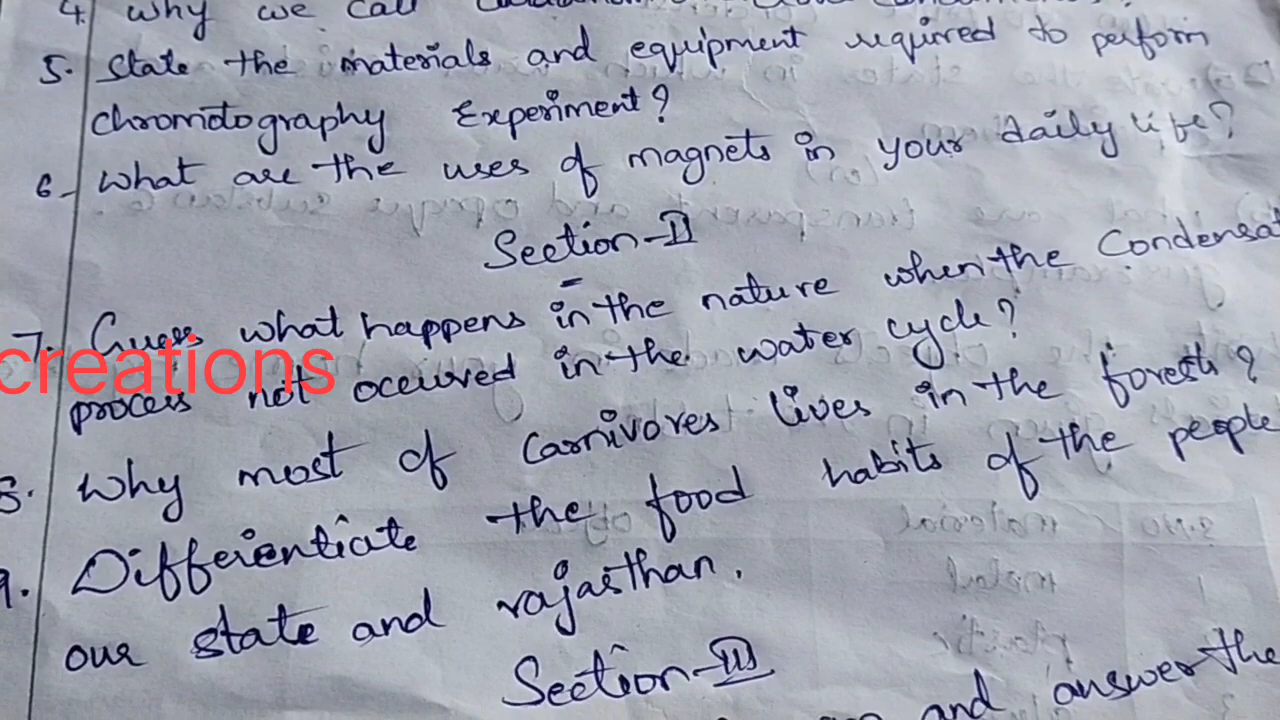 4. Why we call
5. State the materials and equipment required to perform
chromotography Experiment?
6. What are the uses of magnets in your daily life?
Section-II
7. Guess what happens in the nature when the Condensat
creations
process not occurred in the water cycle?
8. Why most of Carnivores lives in the forests?
9. Differentiate the food habits of the people
our state and rajasthan.
Section-III
and answer the